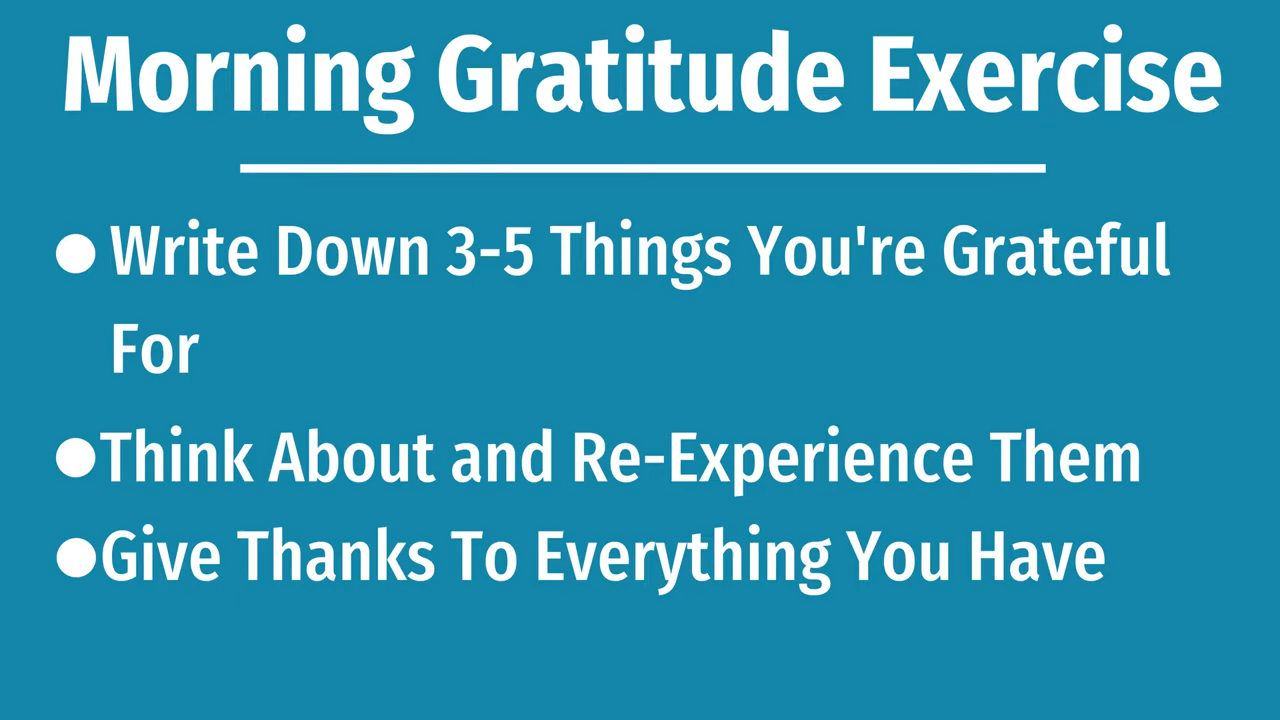 Morning Gratitude Exercise
● Write Down 3-5 Things You're Grateful
For
●Think About and Re-Experience Them
●Give Thanks To Everything You Have